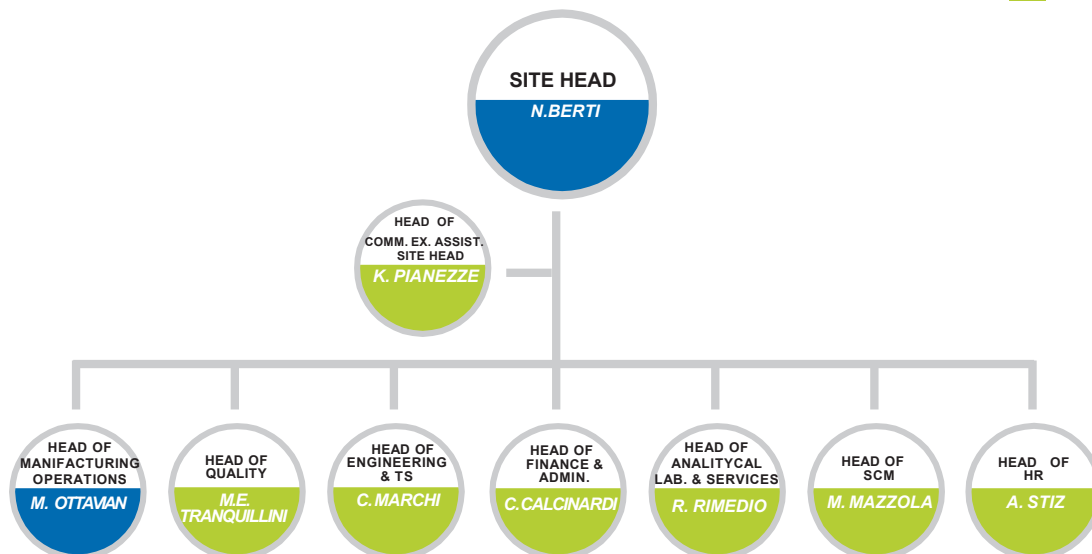 SITE HEAD
N.BERTI
HEAD OF
COMM. EX. ASSIST.
SITE HEAD
K. PIANEZZE
HEAD OF
MANIFACTURING
OPERATIONS
M. OTTAVAN
HEAD OF
QUALITY
M.E.
TRANQUILLINI
HEAD OF
ENGINEERING
& TS
C. MARCHI
HEAD OF
FINANCE &
ADMIN.
C. CALCINARDI
HEAD OF
ANALITYCAL
LAB. & SERVICES
R. RIMEDIO
HEAD OF
SCM
M. MAZZOLA
HEAD OF
HR
A. STIZ